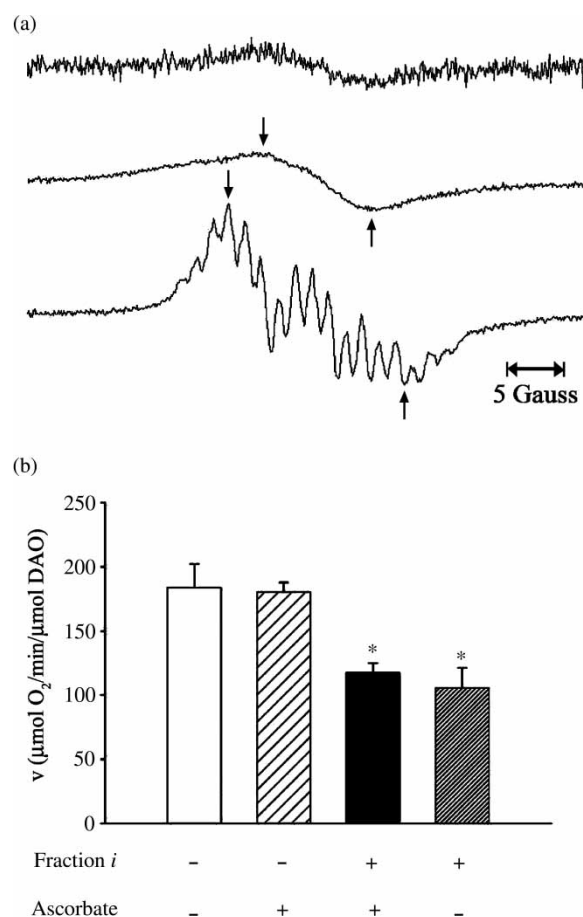 (a)
5 Gauss
(b)
v (μmol O₂/min/μmol DAO)
250
200
150
100
50
0
* *
Fraction i – – + +
Ascorbate – + + –